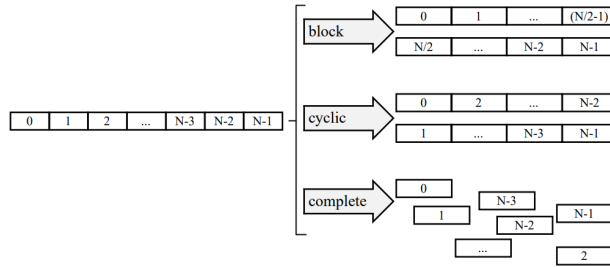 0 1 2 ... N-3 N-2 N-1
block
0 1 ... (N/2-1)
N/2 ... N-2 N-1
cyclic
0 2 ... N-2
1 ... N-3 N-1
complete
0
N-3
1
N-1
N-2
...
2